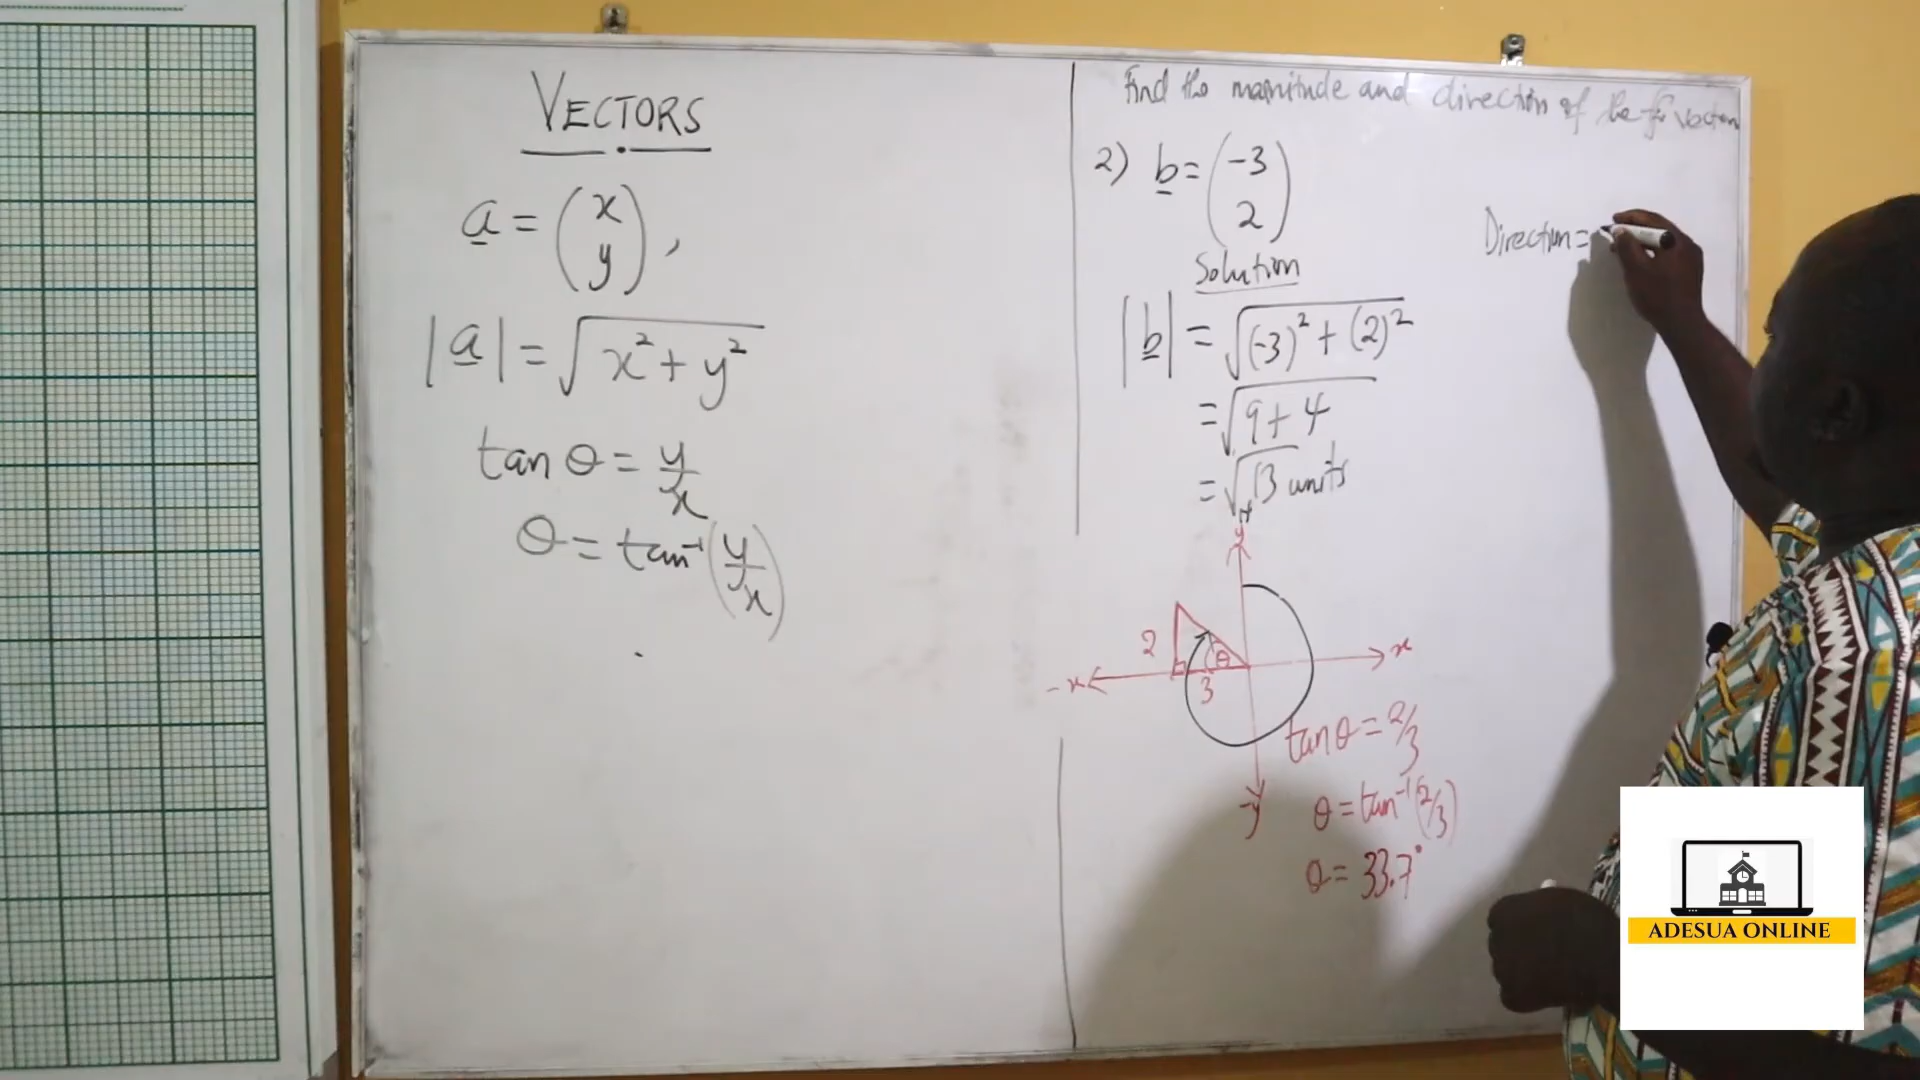 VECTORS
a = (x y),
|a| = √x² + y²
tan θ = y/x
θ = tan⁻¹(y/x)
Find the magnitude and direction of the ff vectors
2) b = (-3 2)
Solution
|b| = √(-3)² + (2)²
= √9 + 4
= √13 units
Direction =
y
2
θ
3
-x
x
-y
tan θ = 2/3
θ = tan⁻¹(2/3)
θ = 33.7°
ADESUA ONLINE